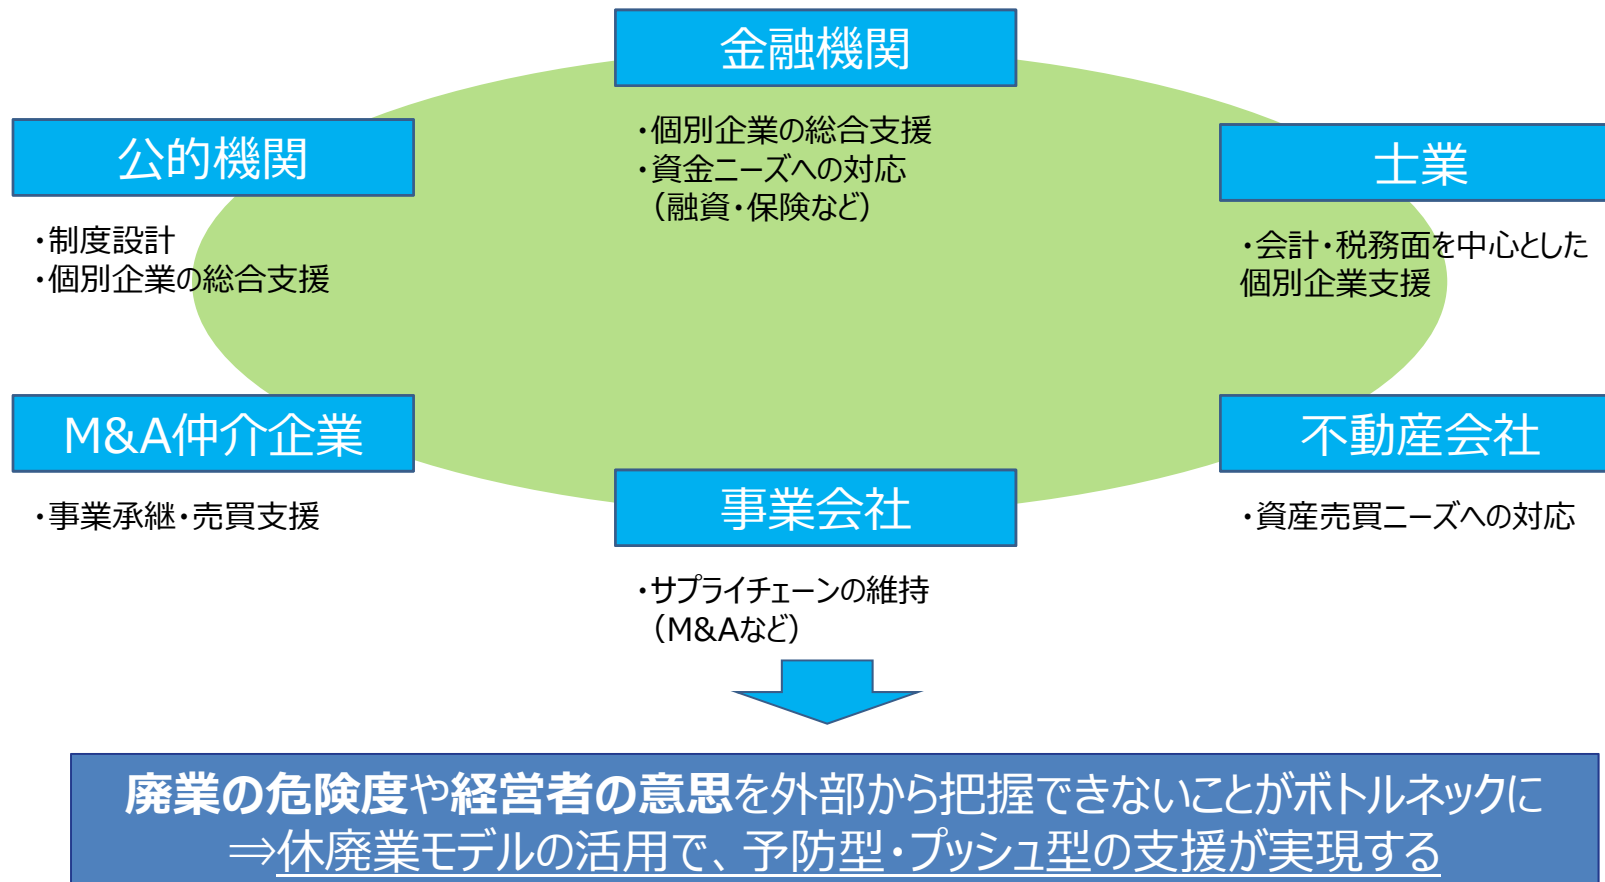 金融機関
・個別企業の総合支援
・資金ニーズへの対応
（融資・保険など）
公的機関
・制度設計
・個別企業の総合支援
士業
・会計・税務面を中心とした
個別企業支援
M&A仲介企業
・事業承継・売買支援
事業会社
・サプライチェーンの維持
（M&Aなど）
不動産会社
・資産売買ニーズへの対応
廃業の危険度や経営者の意思を外部から把握できないことがボトルネックに
⇒休廃業モデルの活用で、予防型・プッシュ型の支援が実現する